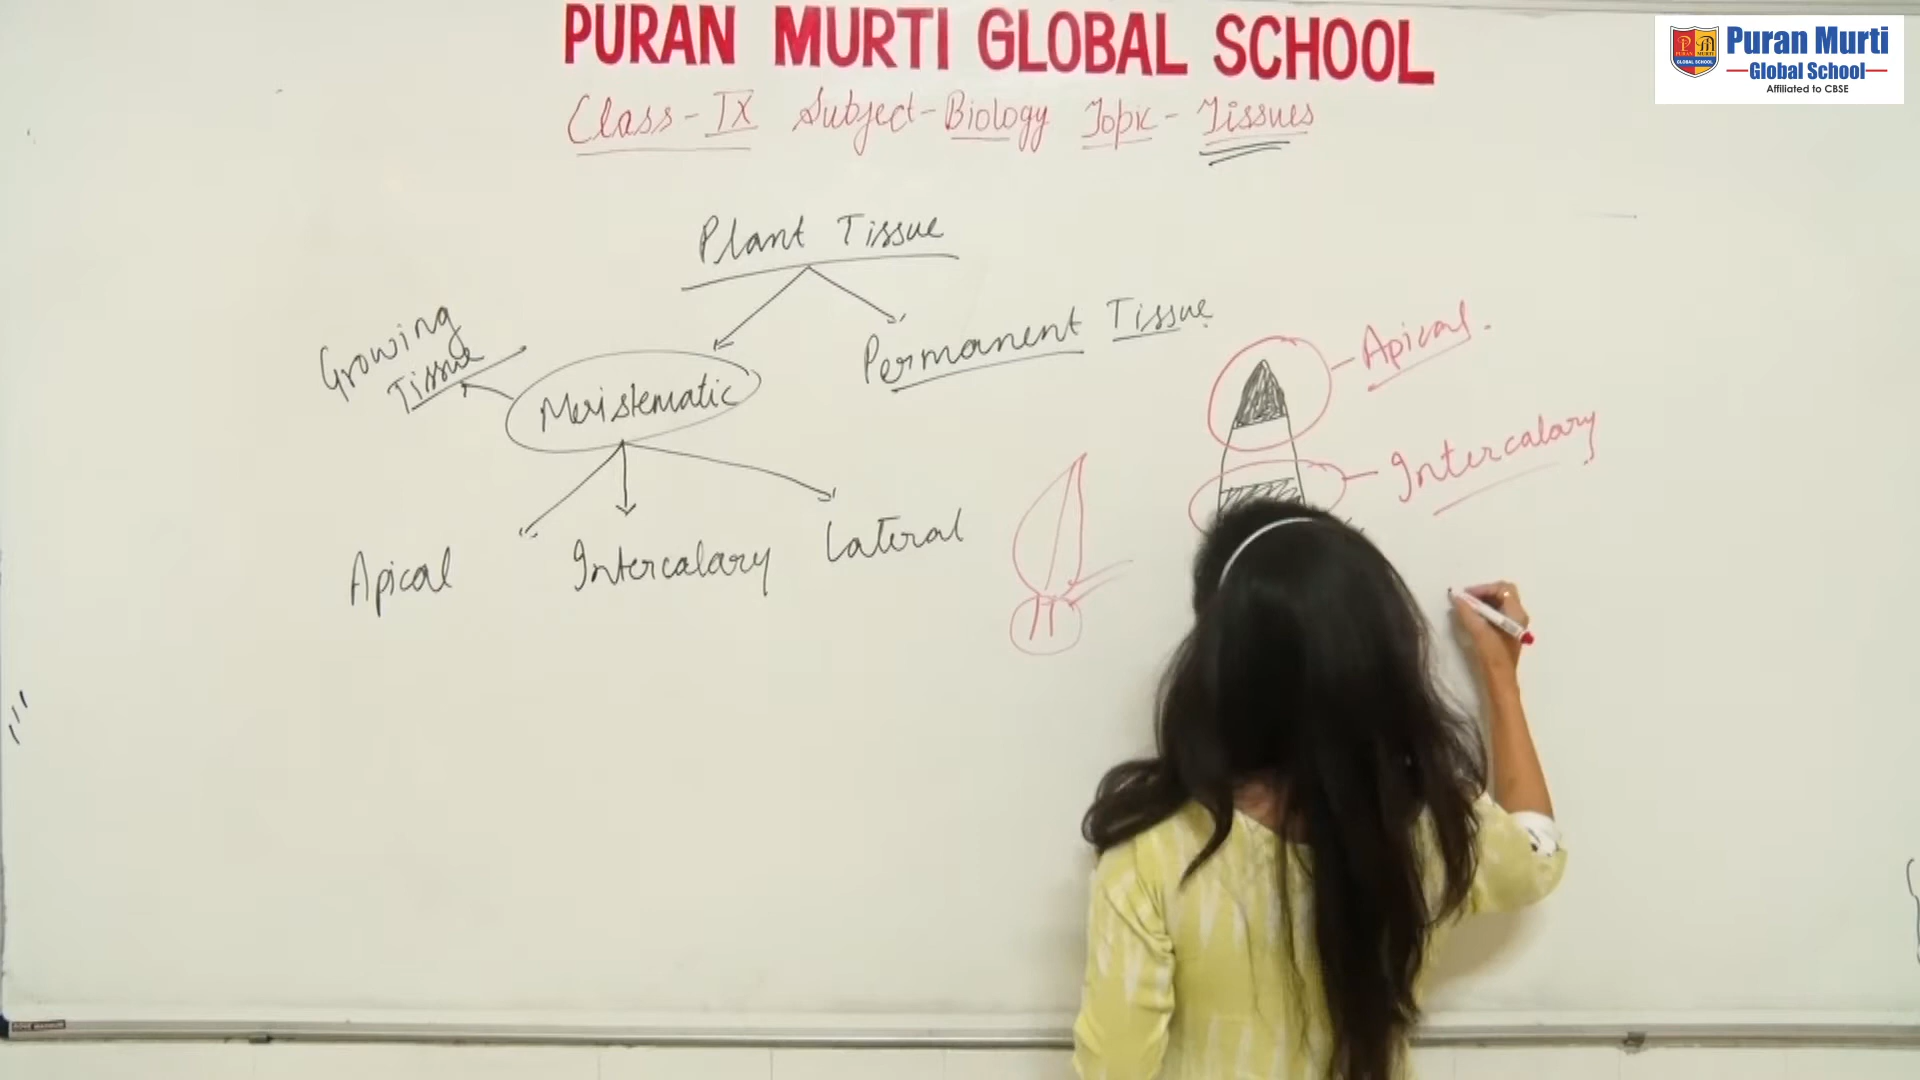 PURAN MURTI GLOBAL SCHOOL
Puran Murti
Global School
Affiliated to CBSE
Class-IX Subject-Biology Topic-Tissues
Plant Tissue
Growing
Tissue
Meristematic
Permanent Tissue
Apical
Intercalary
Lateral
Apical.
Intercalary